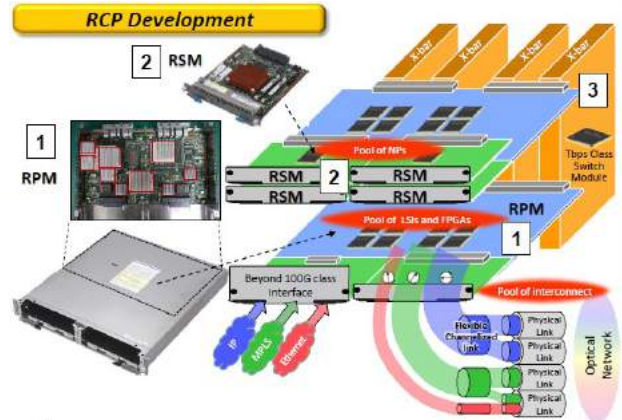 RCP Development
2 RSM
1
RPM
X-bar
X-bar
X-bar
X-bar
3
Tbps Class
Switch
Module
Pool of NPs
RSM
RSM
2
RSM
RSM
Pool of LSIs and FPGAs
RPM
1
Beyond 100G class
Interface
Pool of interconnect
IP
MPLS
Ethernet
Flexible
Channelized
link
Physical
Link
Physical
Link
Physical
Link
Physical
Link
Optical
Network